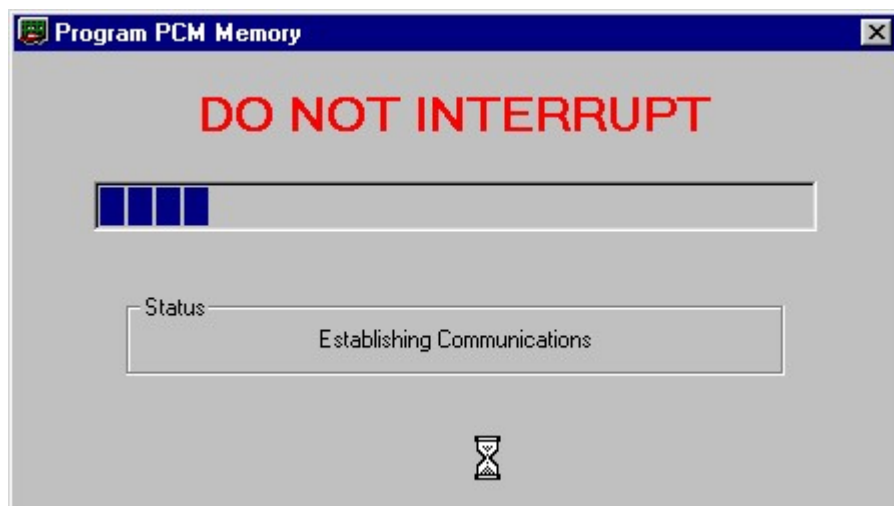 Program PCM Memory
DO NOT INTERRUPT
Status
Establishing Communications